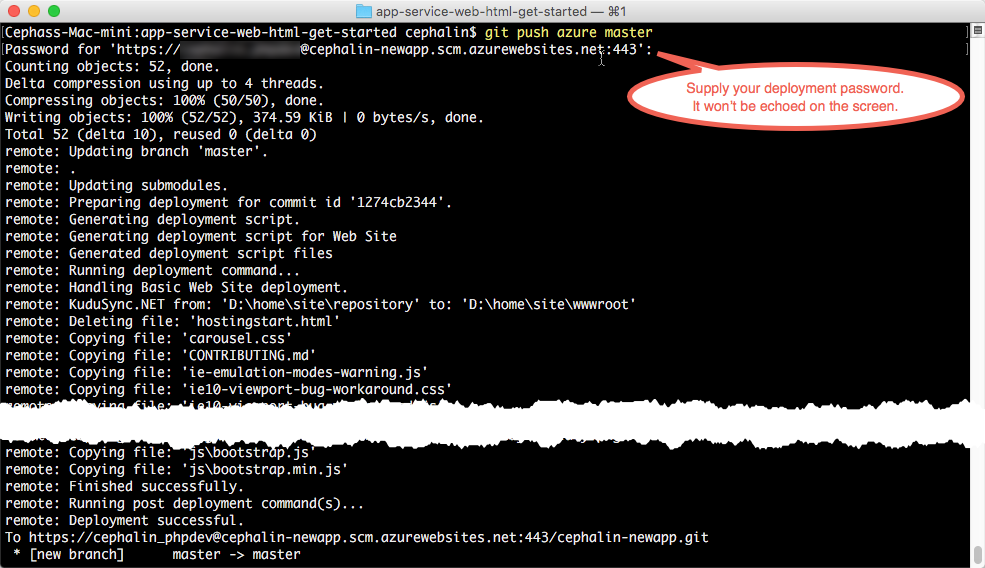 app-service-web-html-get-started — ⌘1
[Cephass-Mac-mini:app-service-web-html-get-started cephalin$ git push azure master ]
[Password for 'https://@cephalin-newapp.scm.azurewebsites.net:443': ]
Supply your deployment password.
It won't be echoed on the screen.
Counting objects: 52, done.
Delta compression using up to 4 threads.
Compressing objects: 100% (50/50), done.
Writing objects: 100% (52/52), 374.59 KiB | 0 bytes/s, done.
Total 52 (delta 10), reused 0 (delta 0)
remote: Updating branch 'master'.
remote: .
remote: Updating submodules.
remote: Preparing deployment for commit id '1274cb2344'.
remote: Generating deployment script.
remote: Generating deployment script for Web Site
remote: Generated deployment script files
remote: Running deployment command...
remote: Handling Basic Web Site deployment.
remote: KuduSync.NET from: 'D:\home\site\repository' to: 'D:\home\site\wwwroot'
remote: Deleting file: 'hostingstart.html'
remote: Copying file: 'carousel.css'
remote: Copying file: 'CONTRIBUTING.md'
remote: Copying file: 'ie-emulation-modes-warning.js'
remote: Copying file: 'ie10-viewport-bug-workaround.css'
remote: Copying file:
remote: Copying file: 'js\bootstrap.js'
remote: Copying file: 'js\bootstrap.min.js'
remote: Finished successfully.
remote: Running post deployment command(s)...
remote: Deployment successful.
To https://cephalin_phpdev@cephalin-newapp.scm.azurewebsites.net:443/cephalin-newapp.git
 * [new branch]      master -> master